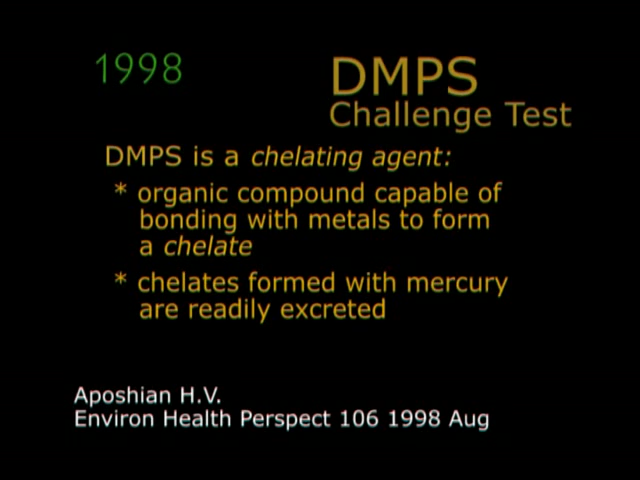 1998
DMPS
Challenge Test
DMPS is a chelating agent:
* organic compound capable of
bonding with metals to form
a chelate
* chelates formed with mercury
are readily excreted
Aposhian H.V.
Environ Health Perspect 106 1998 Aug